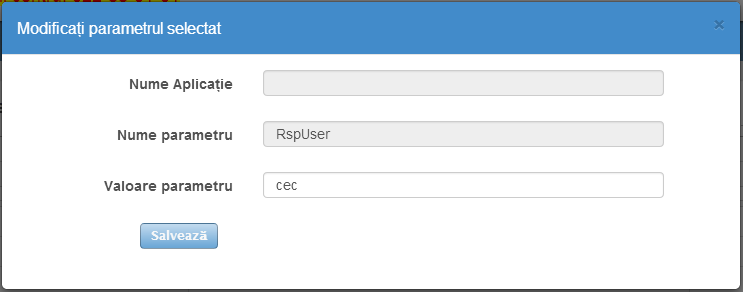 Modificați parametrul selectat
×
Nume Aplicație
Nume parametru
RspUser
Valoare parametru
cec
Salvează